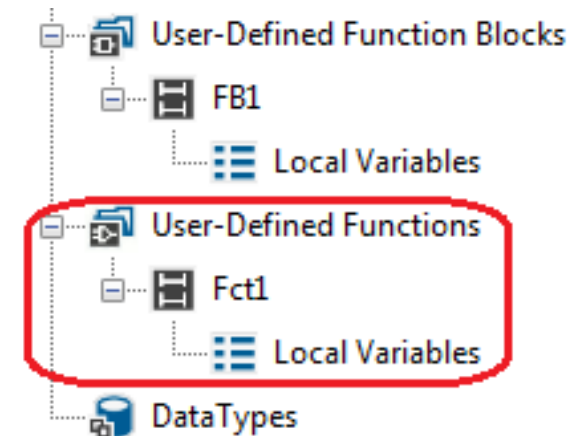 User-Defined Function Blocks
FB1
Local Variables
User-Defined Functions
Fct1
Local Variables
DataTypes